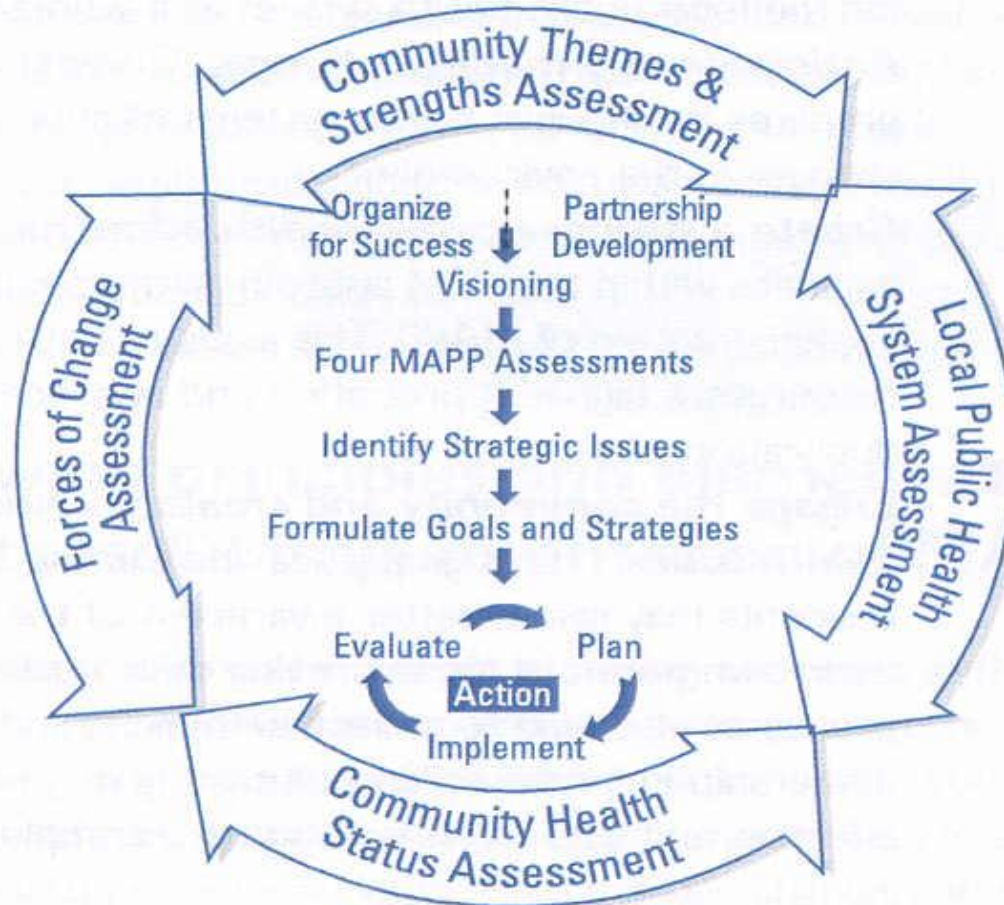 Community Themes &
Strengths Assessment
Organize
for Success
Partnership
Development
Visioning
Four MAPP Assessments
Identify Strategic Issues
Formulate Goals and Strategies
Evaluate
Plan
Action
Implement
Forces of Change
Assessment
Local Public Health
System Assessment
Community Health
Status Assessment